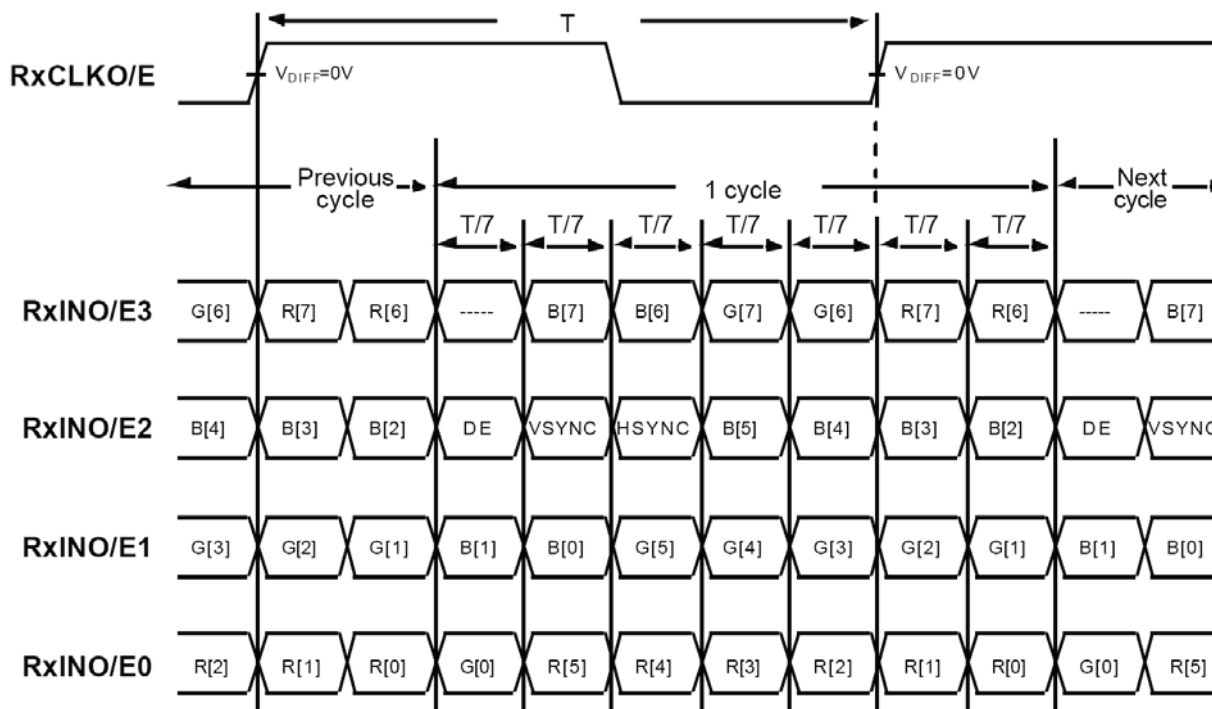 T
RxCLKO/E
VDIFF=0V VDIFF=0V
Previous cycle 1 cycle Next cycle
T/7 T/7 T/7 T/7 T/7 T/7 T/7
RxINO/E3 G[6] R[7] R[6] ----- B[7] B[6] G[7] G[6] R[7] R[6] ----- B[7]
RxINO/E2 B[4] B[3] B[2] DE VSYNC HSYNC B[5] B[4] B[3] B[2] DE VSYNC
RxINO/E1 G[3] G[2] G[1] B[1] B[0] G[5] G[4] G[3] G[2] G[1] B[1] B[0]
RxINO/E0 R[2] R[1] R[0] G[0] R[5] R[4] R[3] R[2] R[1] R[0] G[0] R[5]